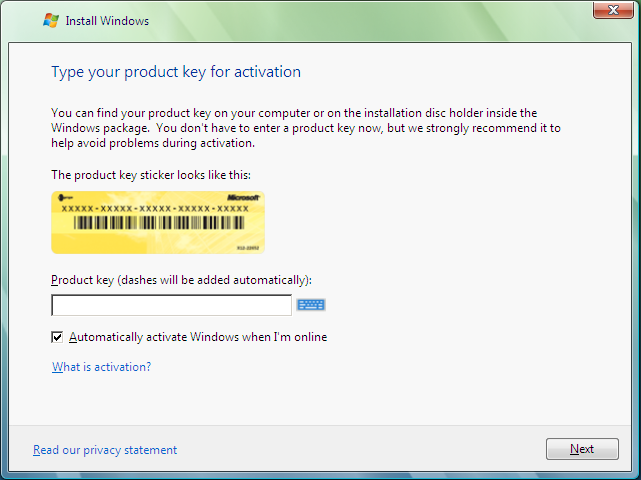 Install Windows
Type your product key for activation
You can find your product key on your computer or on the installation disc holder inside the
Windows package. You don't have to enter a product key now, but we strongly recommend it to
help avoid problems during activation.
The product key sticker looks like this:
Microsoft
XXXXX-XXXXX-XXXXX-XXXXX-XXXXX
Product key (dashes will be added automatically):
Automatically activate Windows when I'm online
What is activation?
Read our privacy statement
Next